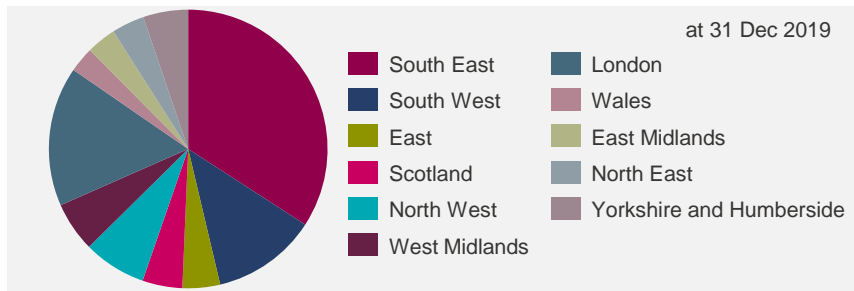 at 31 Dec 2019
South East
South West
East
Scotland
North West
West Midlands
London
Wales
East Midlands
North East
Yorkshire and Humberside